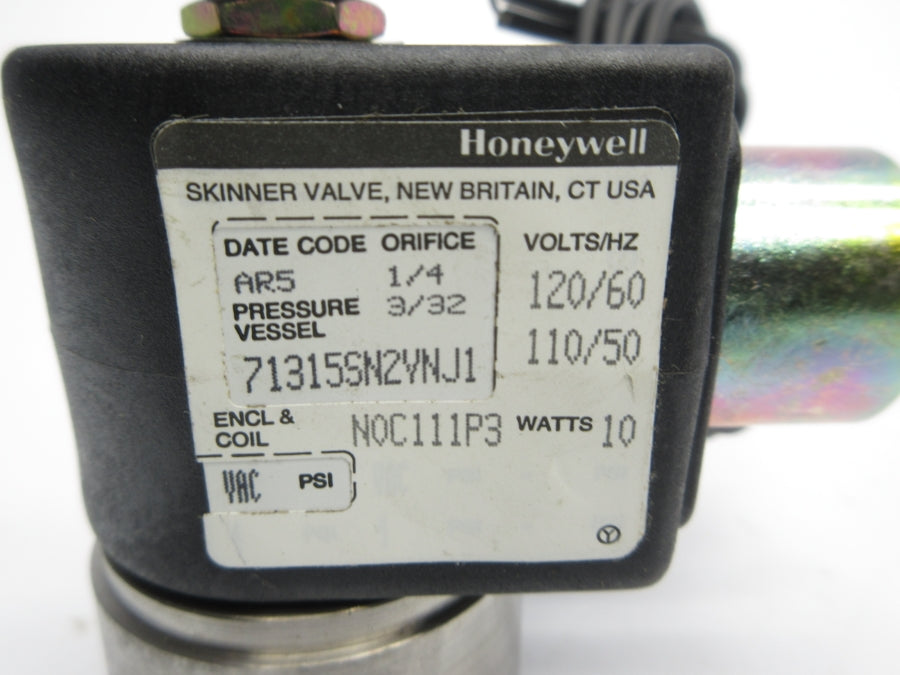 Honeywell
SKINNER VALVE, NEW BRITAIN, CT USA
DATE CODE ORIFICE
AR5 1/4
PRESSURE VESSEL 3/32
71315SN2VNJ1
VOLTS/HZ
120/60
110/50
ENCL & COIL N0C111P3 WATTS 10
VAC PSI
Y